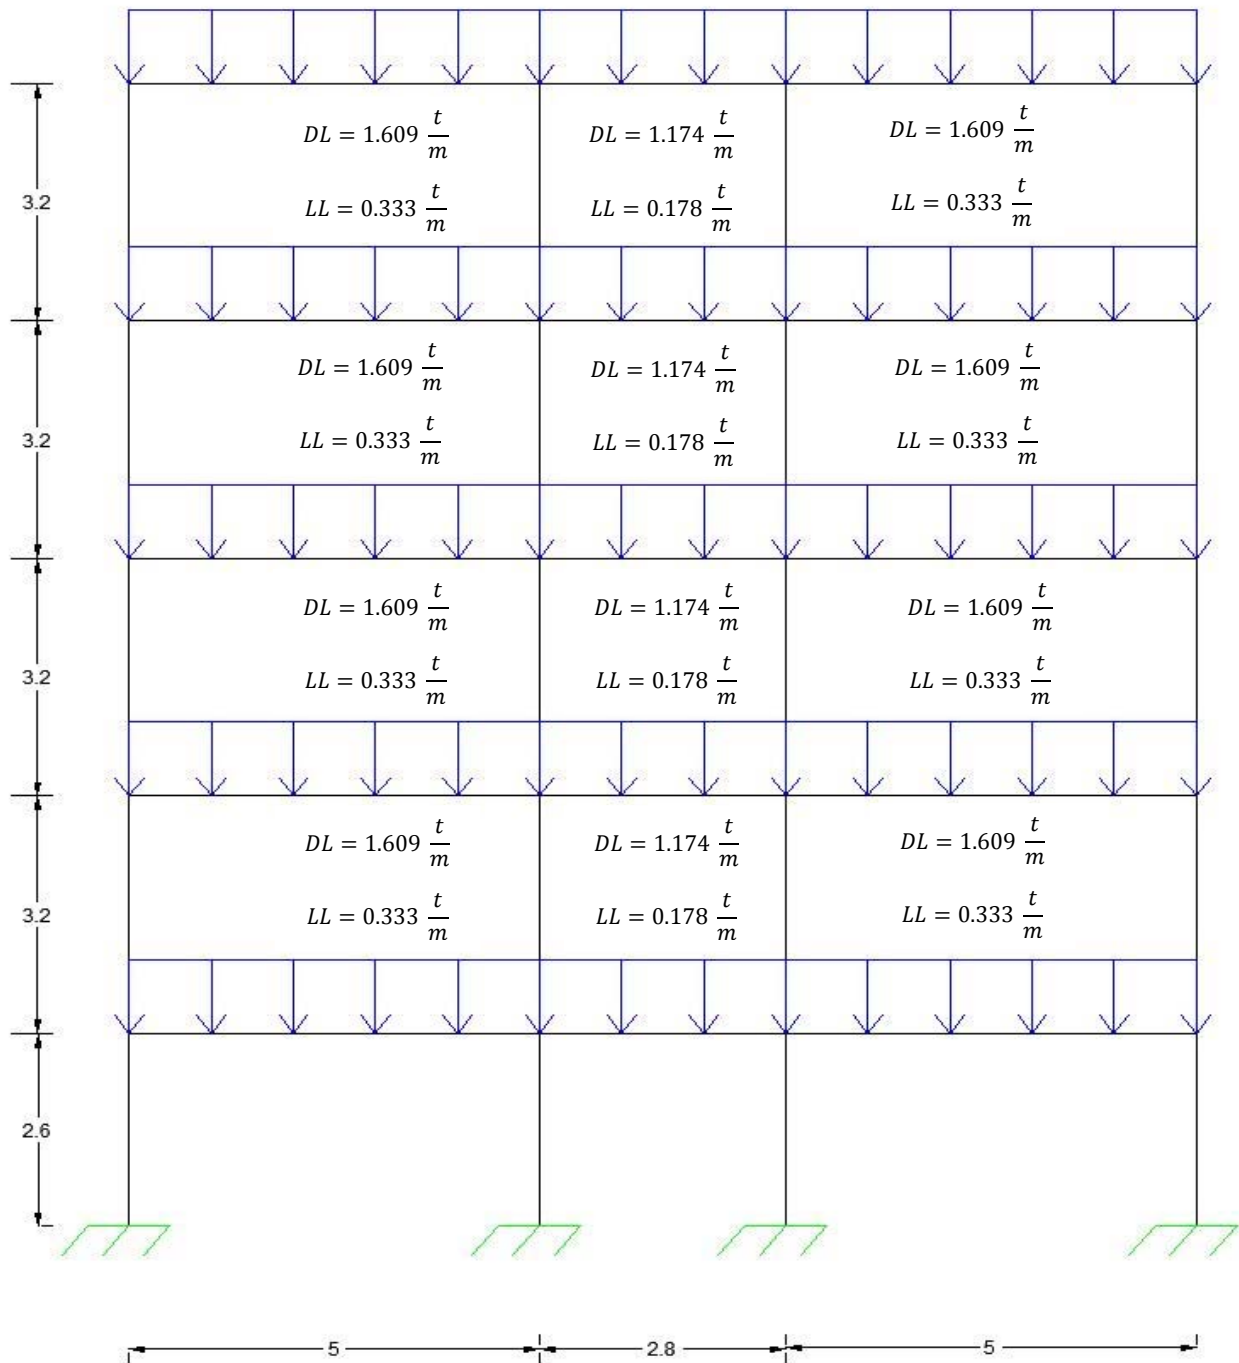 DL = 1.609 t/m DL = 1.174 t/m DL = 1.609 t/m
3.2
LL = 0.333 t/m LL = 0.178 t/m LL = 0.333 t/m
DL = 1.609 t/m DL = 1.174 t/m DL = 1.609 t/m
3.2
LL = 0.333 t/m LL = 0.178 t/m LL = 0.333 t/m
DL = 1.609 t/m DL = 1.174 t/m DL = 1.609 t/m
3.2
LL = 0.333 t/m LL = 0.178 t/m LL = 0.333 t/m
DL = 1.609 t/m DL = 1.174 t/m DL = 1.609 t/m
3.2
LL = 0.333 t/m LL = 0.178 t/m LL = 0.333 t/m
2.6
5 2.8 5